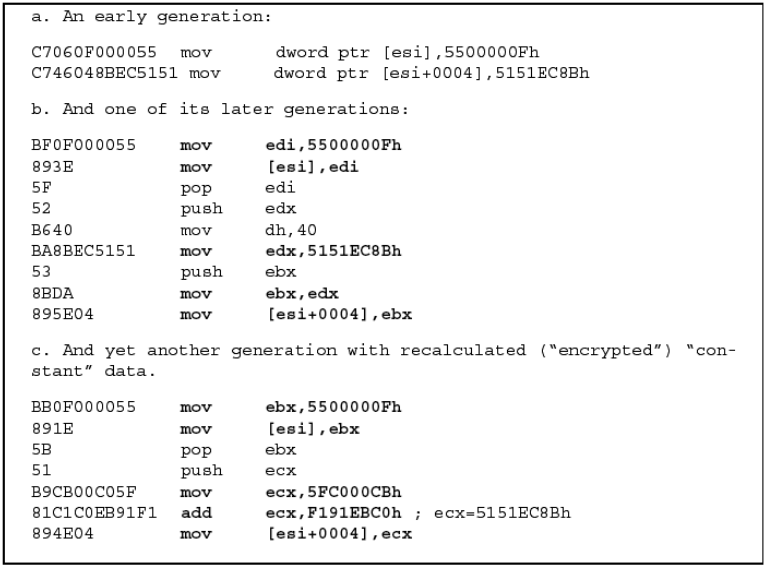 a. An early generation:
C7060F000055 mov dword ptr [esi],5500000Fh
C746048BEC5151 mov dword ptr [esi+0004],5151EC8Bh
b. And one of its later generations:
BF0F000055 mov edi,5500000Fh
893E mov [esi],edi
5F pop edi
52 push edx
B640 mov dh,40
BA8BEC5151 mov edx,5151EC8Bh
53 push ebx
8BDA mov ebx,edx
895E04 mov [esi+0004],ebx
c. And yet another generation with recalculated (“encrypted”) “con-
stant” data.
BB0F000055 mov ebx,5500000Fh
891E mov [esi],ebx
5B pop ebx
51 push ecx
B9CB00C05F mov ecx,5FC000CBh
81C1C0EB91F1 add ecx,F191EBC0h ; ecx=5151EC8Bh
894E04 mov [esi+0004],ecx